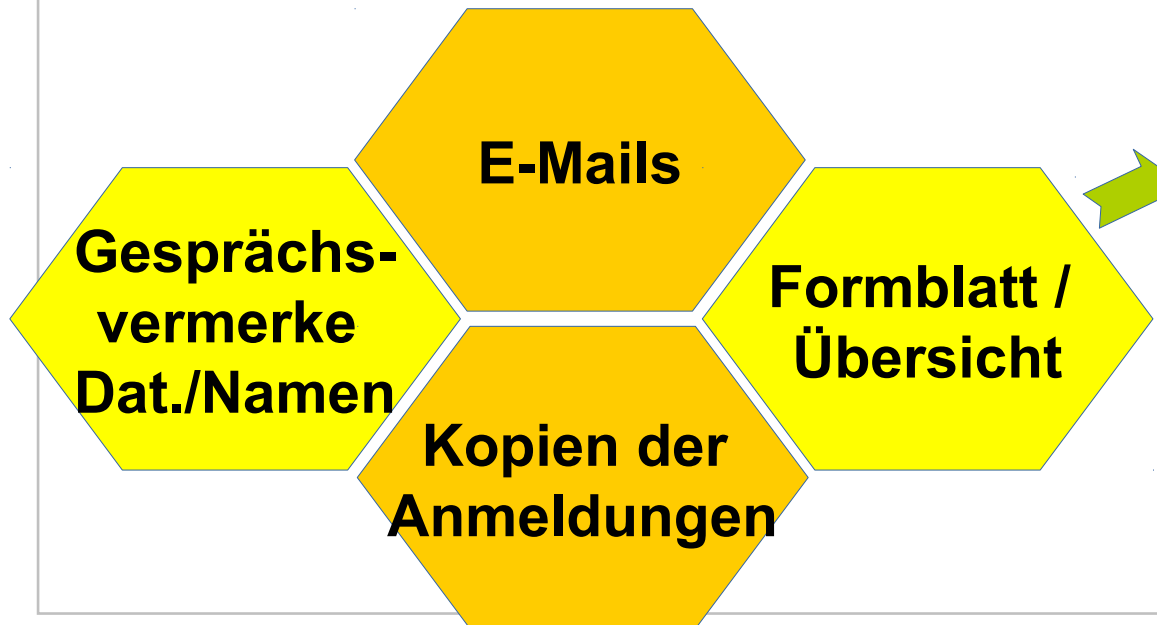 E-Mails
Gesprächs-
vermerke
Dat./Namen
Formblatt /
Übersicht
Kopien der
Anmeldungen